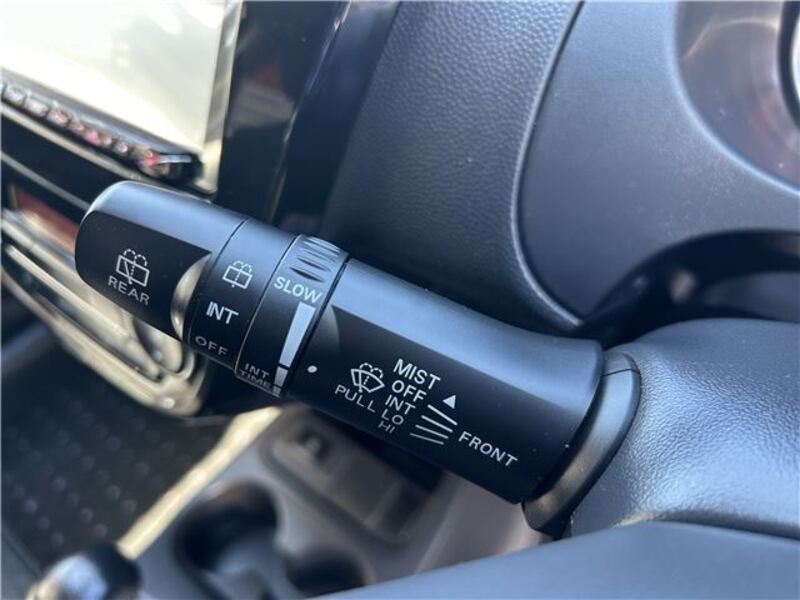 REAR
INT
OFF
SLOW
INT
TIME
MIST
OFF
INT
PULL LO
HI
FRONT